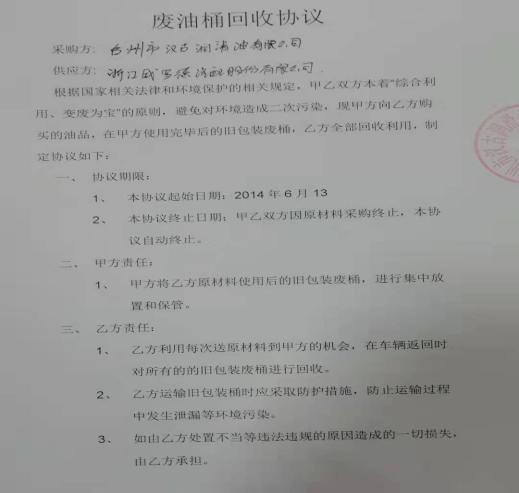 废油桶回收协议
采购方: 台州市汉古润滑油有限公司
供应方: 浙江 汽配股份有限公司
根据国家相关法律和环境保护的相关规定，甲乙双方本着"综合利
用、变废为宝"的原则，避免对环境造成二次污染，现甲方向乙方购
买的油品，在甲方使用完毕后的旧包装废桶，乙方全部回收利用，制
定协议如下：
一、 协议期限：
1、 本协议起始日期：2014年6月13
2、 本协议终止日期：甲乙双方因原材料采购终止，本协
议自动终止。
二、 甲方责任：
1、 甲方将乙方原材料使用后的旧包装废桶，进行集中放
置和保管。
三、 乙方责任：
1、 乙方利用每次送原材料到甲方的机会，在车辆返回时
对所有的的旧包装废桶进行回收。
2、 乙方运输旧包装桶时应采取防护措施，防止运输过程
中发生泄漏等环境污染。
3、 如由乙方处置不当等违法违规的原因造成的一切损失，
由乙方承担。